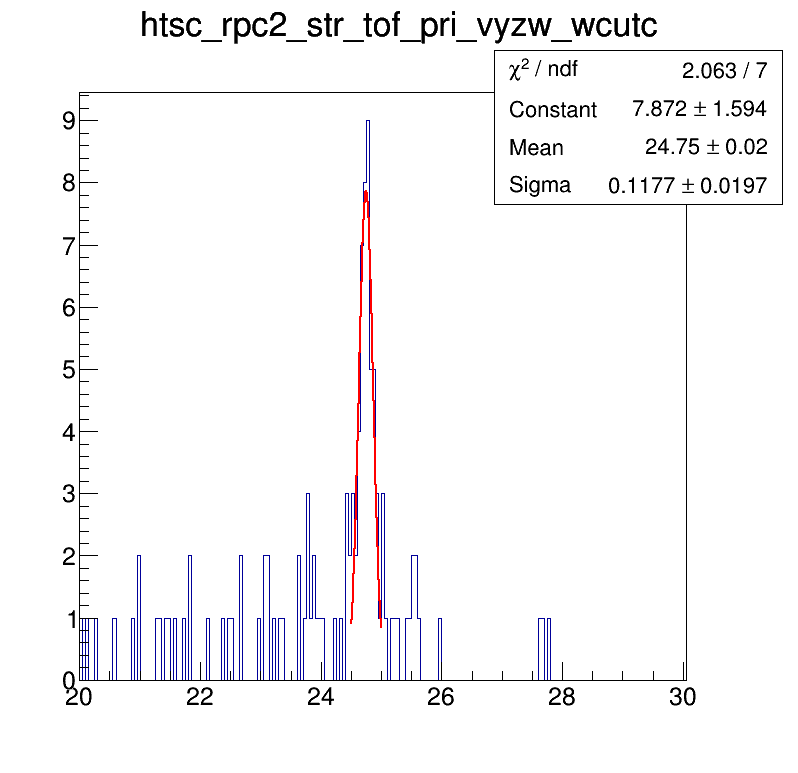 htsc_rpc2_str_tof_pri_vyzw_wcutc
χ² / ndf 2.063 / 7
Constant 7.872 ± 1.594
Mean 24.75 ± 0.02
Sigma 0.1177 ± 0.0197
9
8
7
6
5
4
3
2
1
0
20 22 24 26 28 30